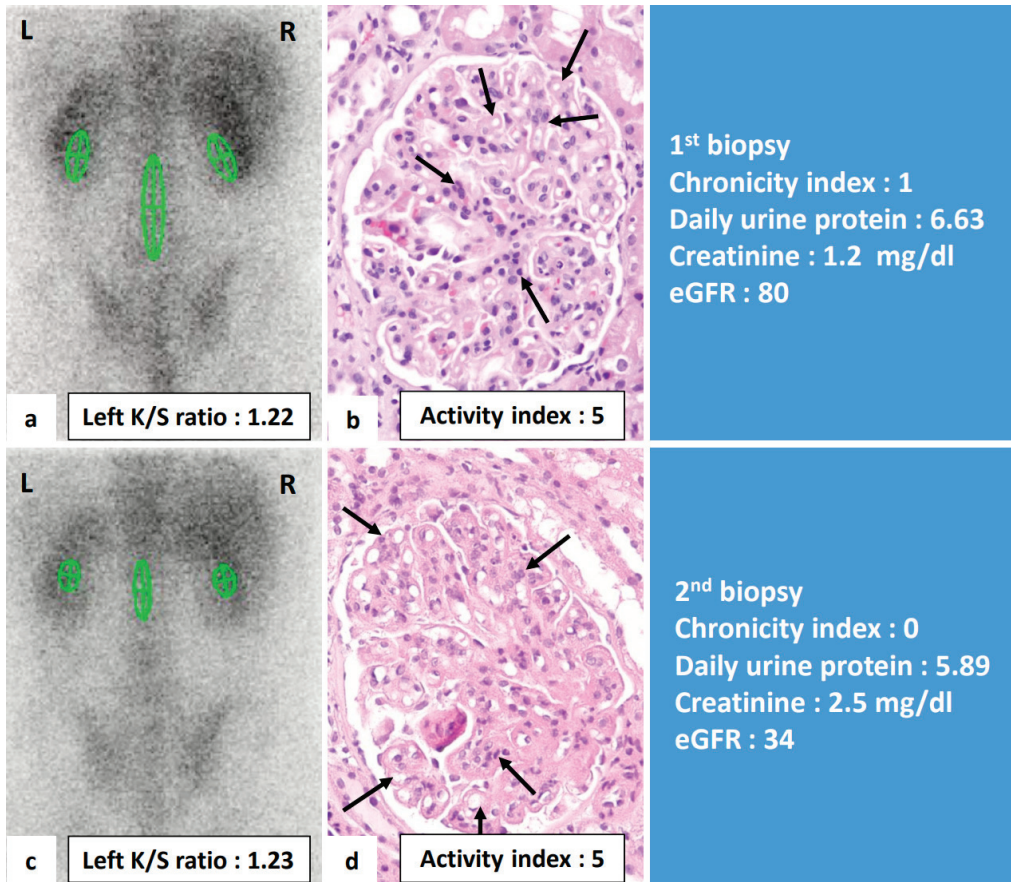 L
R
a
Left K/S ratio : 1.22
b
Activity index : 5
1st biopsy
Chronicity index : 1
Daily urine protein : 6.63
Creatinine : 1.2 mg/dl
eGFR : 80
L
R
c
Left K/S ratio : 1.23
d
Activity index : 5
2nd biopsy
Chronicity index : 0
Daily urine protein : 5.89
Creatinine : 2.5 mg/dl
eGFR : 34